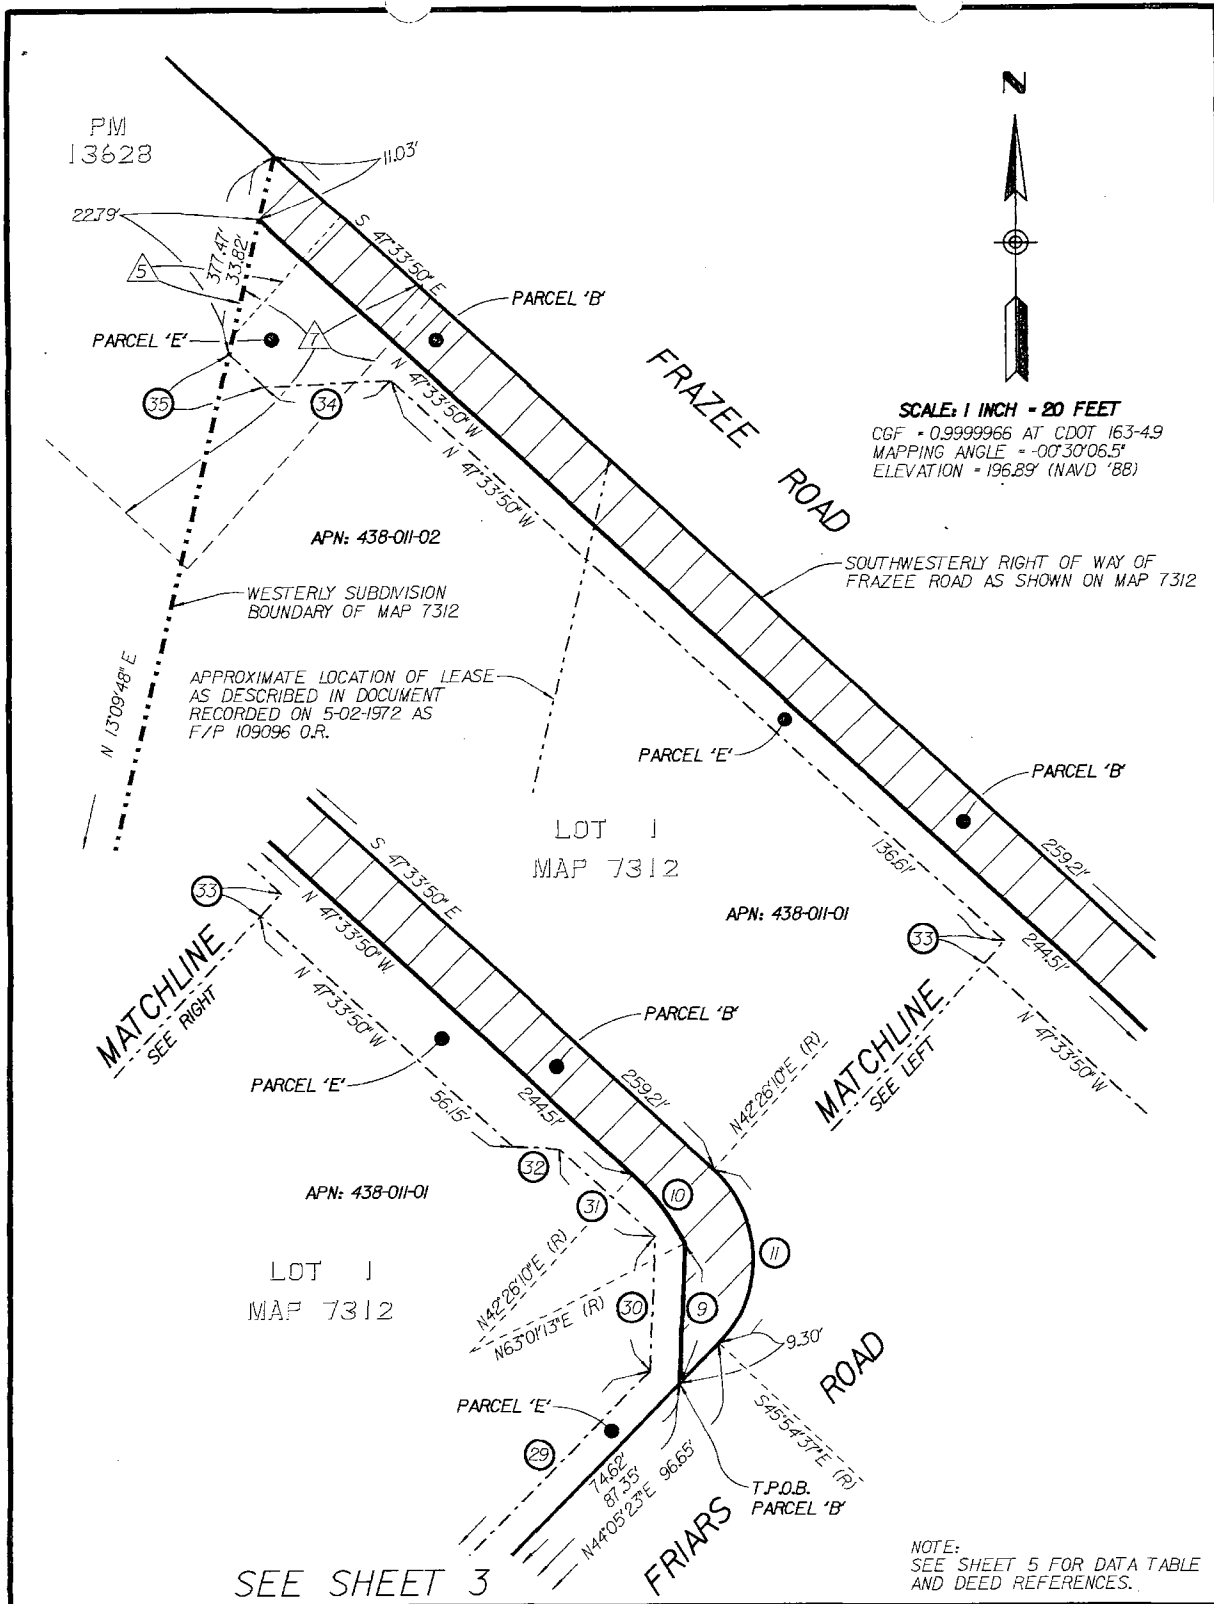 PM
13628
11.03'
N
22.79'
377.47'
33.82'
5
S 47°33'50" E
PARCEL 'B'
PARCEL 'E'
7
35
34
N 47°33'50" W
N 47°33'50" W
FRAZEE ROAD
SCALE: 1 INCH = 20 FEET
CGF = 0.9999966 AT CDOT 163-4.9
MAPPING ANGLE = -00°30'06.5"
ELEVATION = 196.89' (NAVD '88)
APN: 438-011-02
SOUTHWESTERLY RIGHT OF WAY OF
FRAZEE ROAD AS SHOWN ON MAP 7312
WESTERLY SUBDIVISION
BOUNDARY OF MAP 7312
N 13°09'48" E
APPROXIMATE LOCATION OF LEASE
AS DESCRIBED IN DOCUMENT
RECORDED ON 5-02-1972 AS
F/P 109096 O.R.
PARCEL 'E'
PARCEL 'B'
LOT 1
MAP 7312
136.61'
259.21'
APN: 438-011-01
33
244.51'
S 47°33'50" E
33
N 47°33'50" W
MATCHLINE
SEE RIGHT
N 47°33'50" W
PARCEL 'B'
MATCHLINE
SEE LEFT
N 47°33'50" W
PARCEL 'E'
56.15'
244.51'
259.21'
N42°26'10"E (R)
32
APN: 438-011-01
31
10
11
LOT 1
MAP 7312
N42°26'10"E (R)
N63°01'13"E (R)
30
9
9.30'
PARCEL 'E'
S45°54'37"E (R)
29
74.62'
87.35'
N44°05'23"E 96.65'
T.P.O.B.
PARCEL 'B'
FRIARS ROAD
SEE SHEET 3
NOTE:
SEE SHEET 5 FOR DATA TABLE
AND DEED REFERENCES.